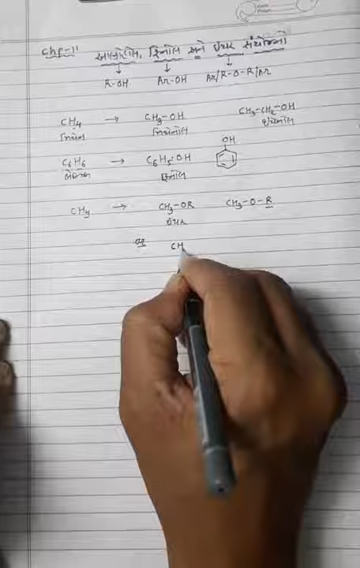 ch:-11 આલ્કોહોલ, ફિનોલ અને ઈથર સંયોજનો
R-OH Ar-OH Ar/R-O-R/Ar
CH₄ → CH₃-OH CH₃-CH₂-OH
મિથેન મિથેનોલ ઇથેનોલ
OH
C₆H₆ → C₆H₅-OH
બેન્ઝિન ફિનોલ
CH₄ → CH₃-OR CH₃-O-R
ઈથર
CH